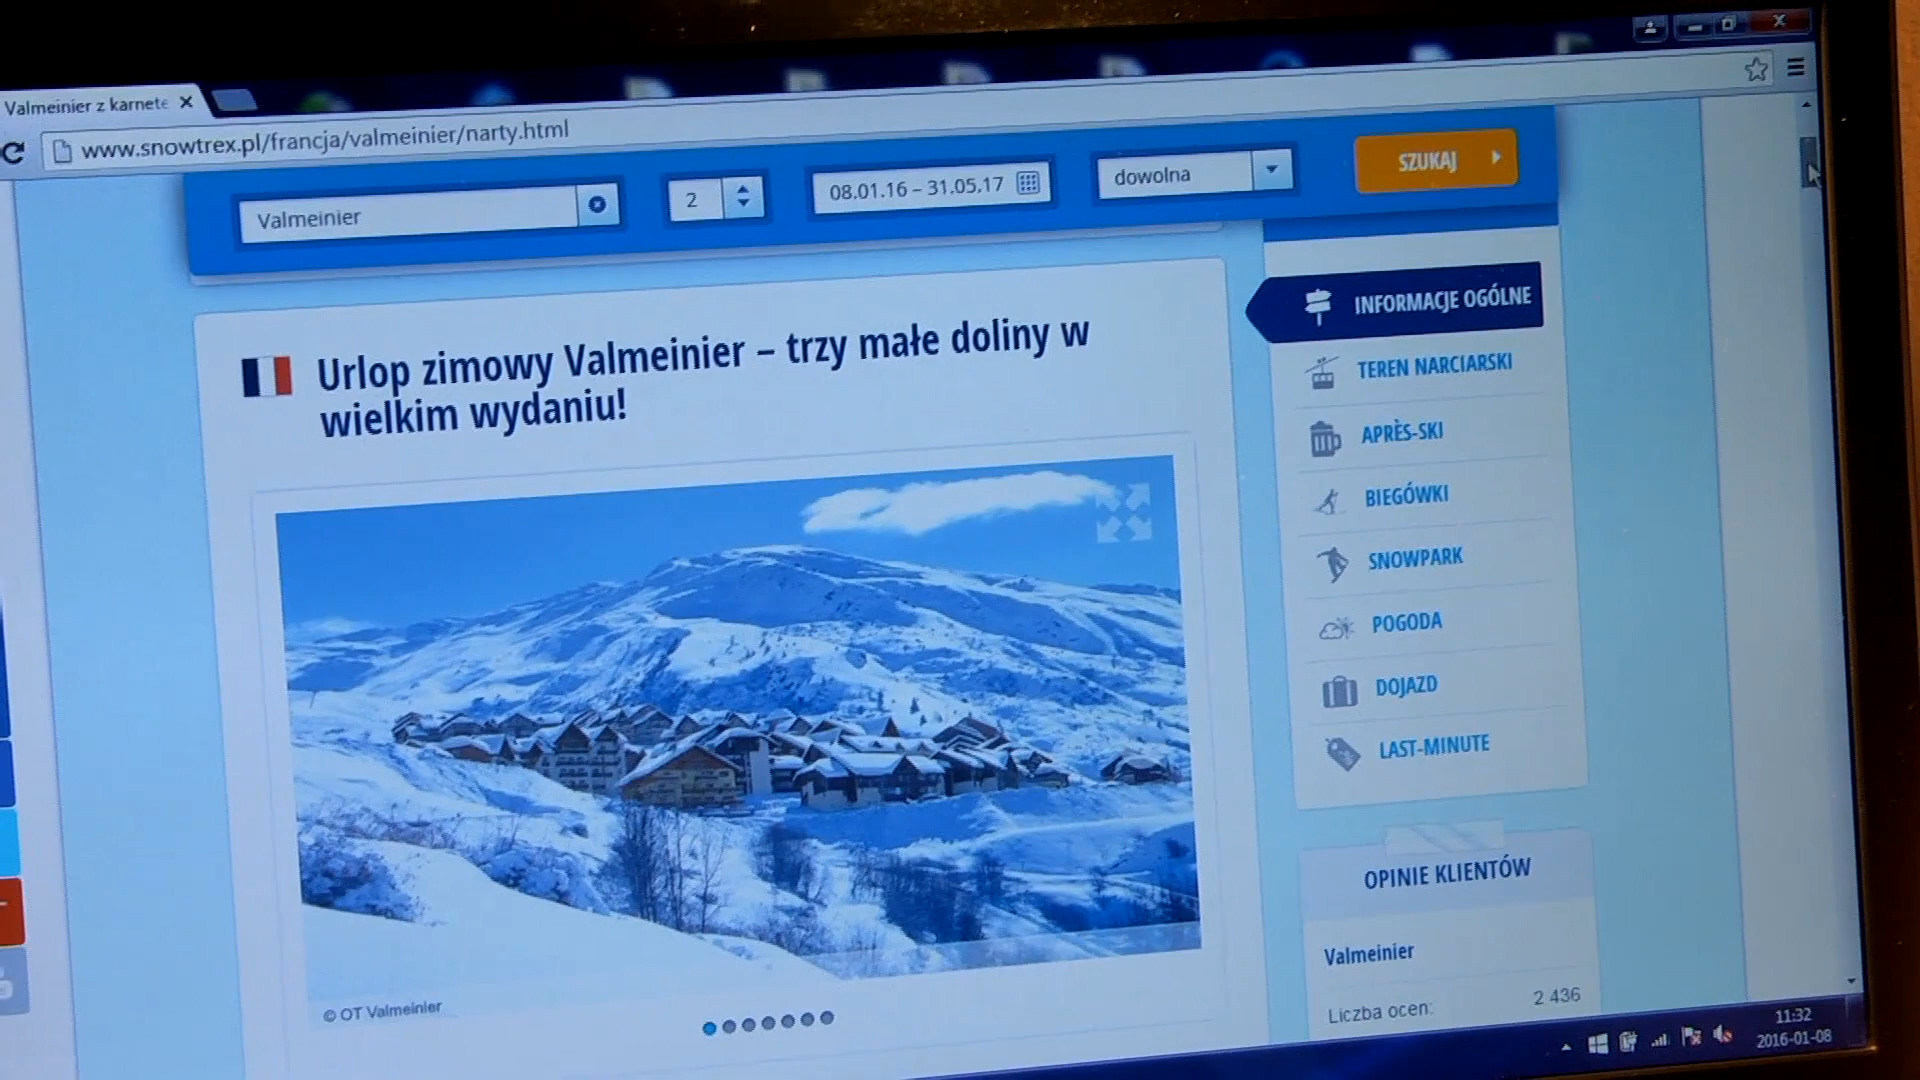 Valmeinier z karnete
www.snowtrex.pl/francja/valmeinier/narty.html
Valmeinier
2
08.01.16 – 31.05.17
dowolna
SZUKAJ
Urlop zimowy Valmeinier – trzy małe doliny w
wielkim wydaniu!
© OT Valmeinier
INFORMACJE OGÓLNE
TEREN NARCIARSKI
APRÈS-SKI
BIEGÓWKI
SNOWPARK
POGODA
DOJAZD
LAST-MINUTE
OPINIE KLIENTÓW
Valmeinier
Liczba ocen: 2 436
11:32
2016-01-08